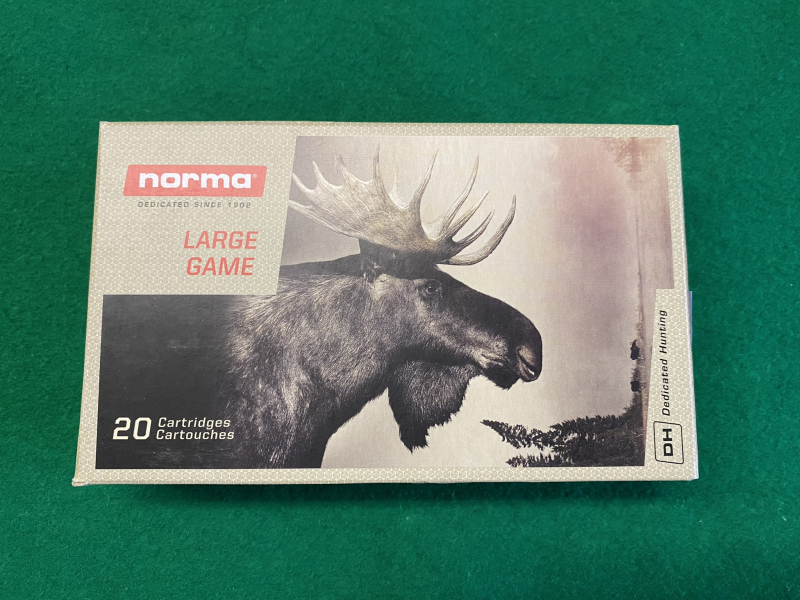 norma
DEDICATED SINCE 1902
LARGE
GAME
20 Cartridges
Cartouches
DH Dedicated Hunting